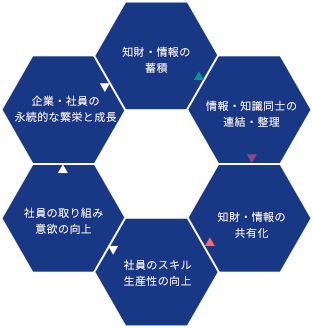 知財・情報の
蓄積
情報・知識同士の
連結・整理
知財・情報の
共有化
社員のスキル
生産性の向上
社員の取り組み
意欲の向上
企業・社員の
永続的な繁栄と成長